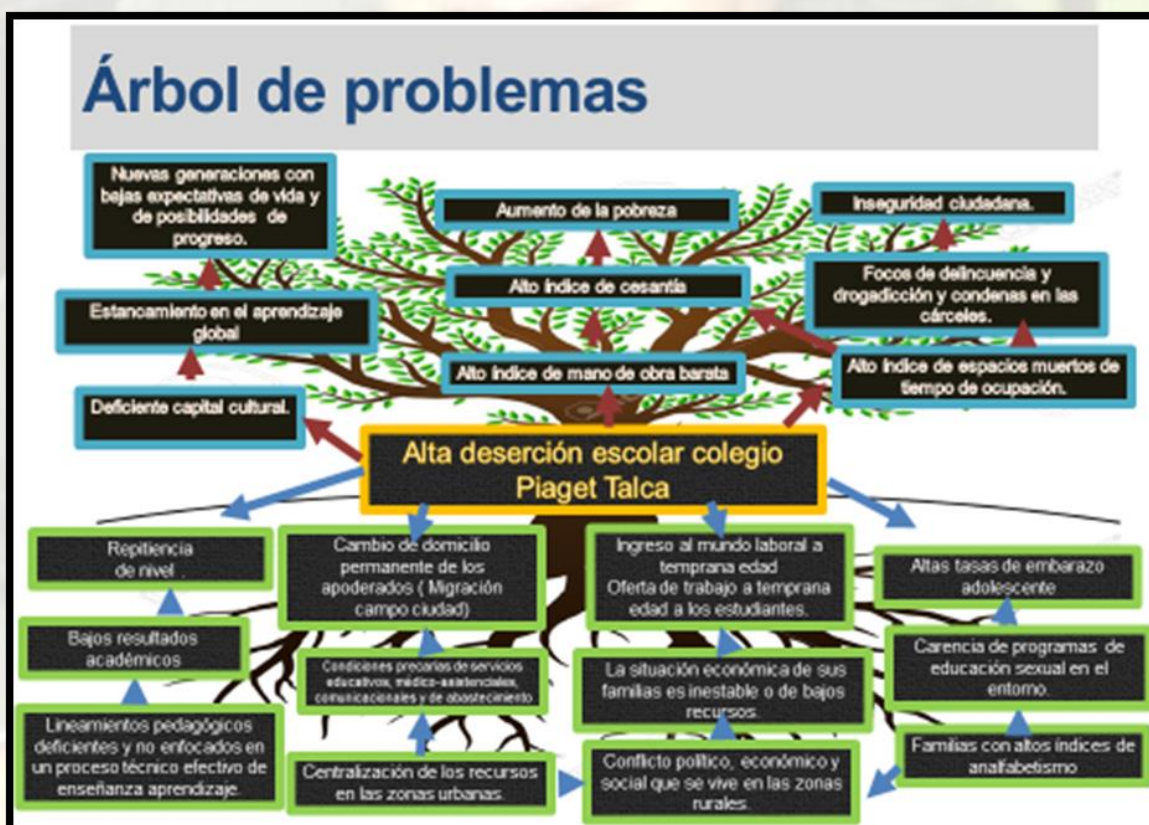 Árbol de problemas
Nuevas generaciones con
bajas expectativas de vida y
de posibilidades de
progreso.
Aumento de la pobreza
Inseguridad ciudadana.
Estancamiento en el aprendizaje
global
Alto índice de cesantía
Focos de delincuencia y
drogadicción y condenas en las
cárceles.
Deficiente capital cultural.
Alto índice de mano de obra barata
Alto índice de espacios muertos de
tiempo de ocupación.
Alta deserción escolar colegio
Piaget Talca
Repitiencia
de nivel .
Cambio de domicilio
permanente de los
apoderados ( Migración
campo ciudad)
Ingreso al mundo laboral a
temprana edad
Oferta de trabajo a temprana
edad a los estudiantes.
Altas tasas de embarazo
adolescente
Bajos resultados
académicos
Condiciones precarias de servicios
educativos, médico-asistenciales,
comunicacionales y de abastecimiento
La situación económica de sus
familias es inestable o de bajos
recursos.
Carencia de programas de
educación sexual en el
entorno.
Lineamientos pedagógicos
deficientes y no enfocados en
un proceso técnico efectivo de
enseñanza aprendizaje.
Centralización de los recursos
en las zonas urbanas.
Conflicto político, económico y
social que se vive en las zonas
rurales.
Familias con altos índices de
analfabetismo